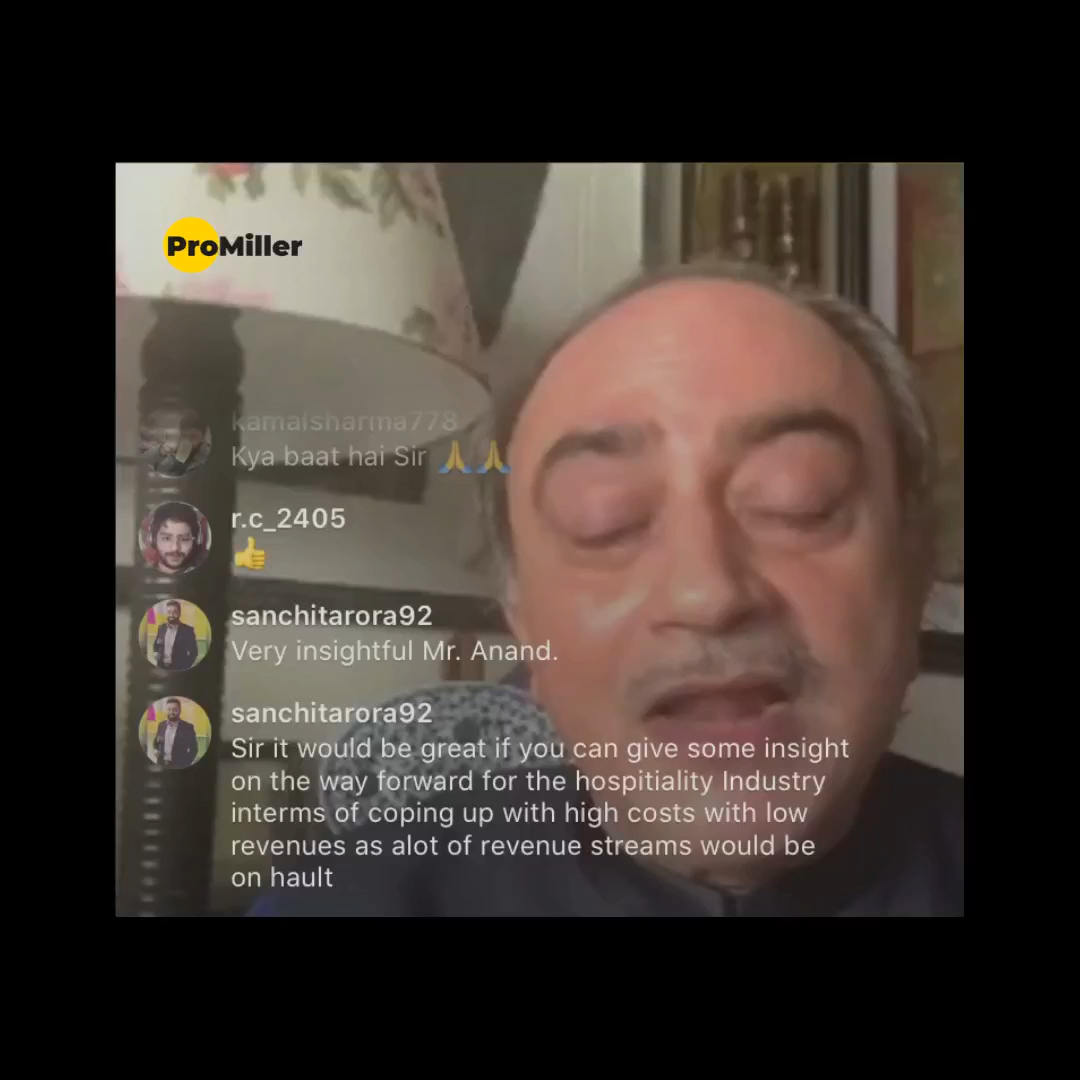 ProMiller
kamalsharma778
Kya baat hai Sir 🙏🙏
r.c_2405
👍
sanchitarora92
Very insightful Mr. Anand.
sanchitarora92
Sir it would be great if you can give some insight
on the way forward for the hospitiality Industry
interms of coping up with high costs with low
revenues as alot of revenue streams would be
on hault